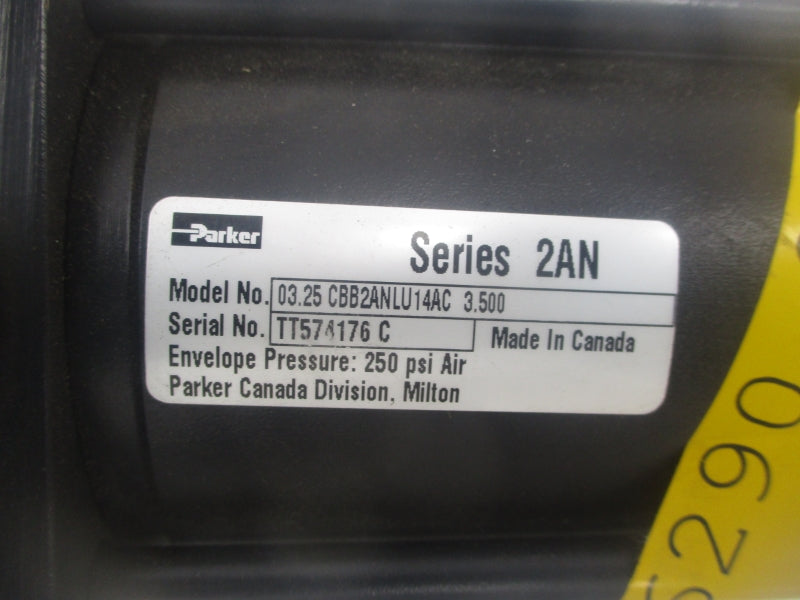 Parker
Series 2AN
Model No. 03.25 CBB2ANLU14AC 3.500
Serial No. TT574176 C Made In Canada
Envelope Pressure: 250 psi Air
Parker Canada Division, Milton
5290